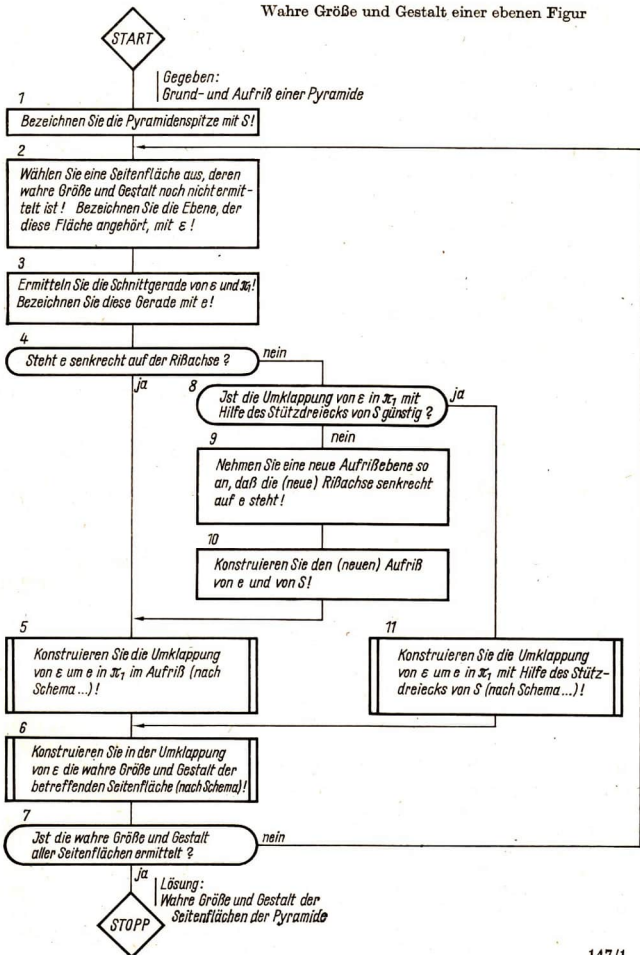 Wahre Größe und Gestalt einer ebenen Figur
START
Gegeben:
Grund- und Aufriß einer Pyramide
1
Bezeichnen Sie die Pyramidenspitze mit S!
2
Wählen Sie eine Seitenfläche aus, deren
wahre Größe und Gestalt noch nicht ermit-
telt ist! Bezeichnen Sie die Ebene, der
diese Fläche angehört, mit ε!
3
Ermitteln Sie die Schnittgerade von ε und π₁!
Bezeichnen Sie diese Gerade mit e!
4
Steht e senkrecht auf der Rißachse?
nein
ja
8
Jst die Umklappung von ε in π₁ mit
Hilfe des Stützdreiecks von S günstig?
ja
nein
9
Nehmen Sie eine neue Aufrißebene so
an, daß die (neue) Rißachse senkrecht
auf e steht!
10
Konstruieren Sie den (neuen) Aufriß
von e und von S!
5
Konstruieren Sie die Umklappung
von ε um e in π₁ im Aufriß (nach
Schema...)!
11
Konstruieren Sie die Umklappung
von ε um e in π₁ mit Hilfe des Stütz-
dreiecks von S (nach Schema...)!
6
Konstruieren Sie in der Umklappung
von ε die wahre Größe und Gestalt der
betreffenden Seitenfläche (nach Schema)!
7
Jst die wahre Größe und Gestalt
aller Seitenflächen ermittelt?
nein
ja
Lösung:
Wahre Größe und Gestalt der
Seitenflächen der Pyramide
STOPP
147/1